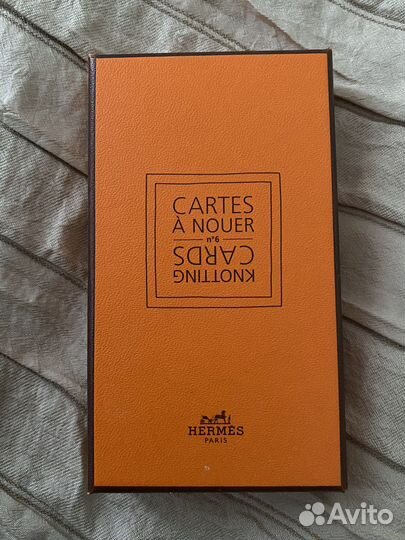 CARTES
À NOUER
n°6
KNOTTING
CARDS
HERMÈS
PARIS
Avito